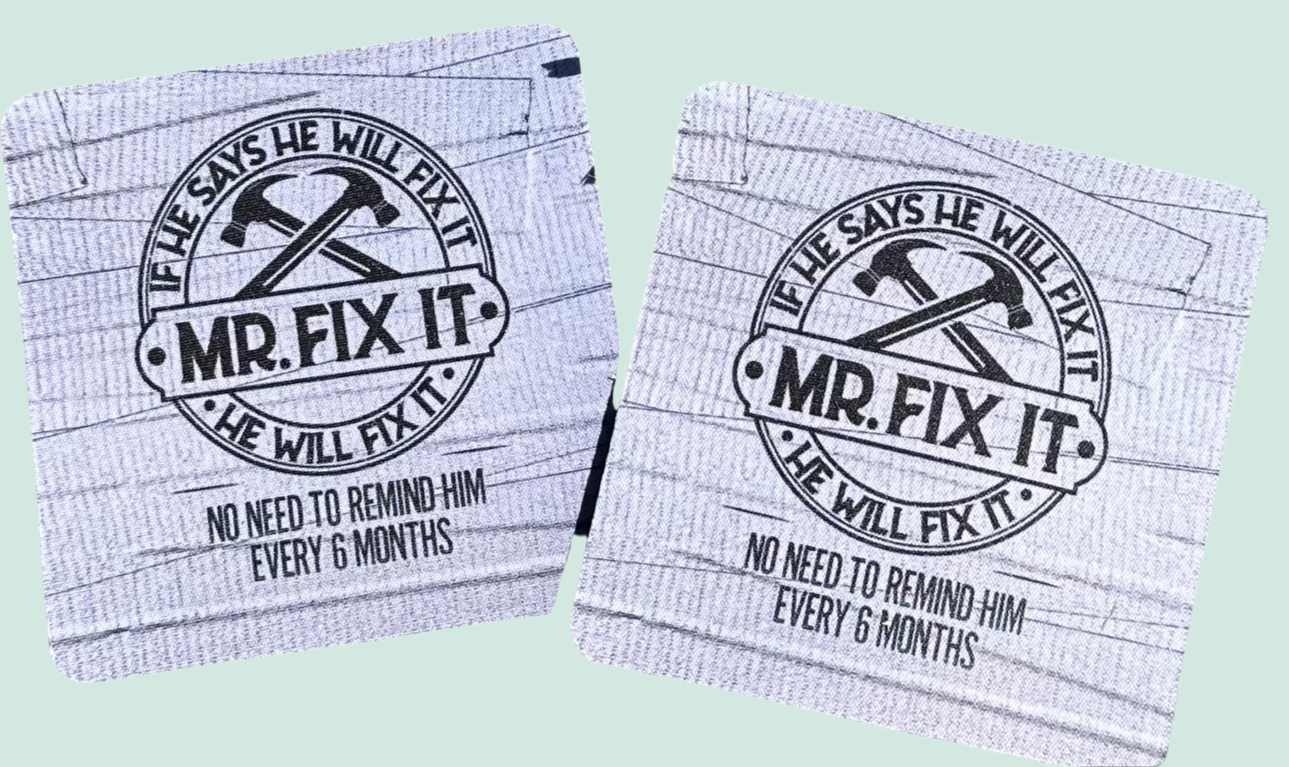 IF HE SAYS HE WILL FIX IT
MR. FIX IT
• HE WILL FIX IT •
NO NEED TO REMIND HIM
EVERY 6 MONTHS
IF HE SAYS HE WILL FIX IT
MR. FIX IT
• HE WILL FIX IT •
NO NEED TO REMIND HIM
EVERY 6 MONTHS